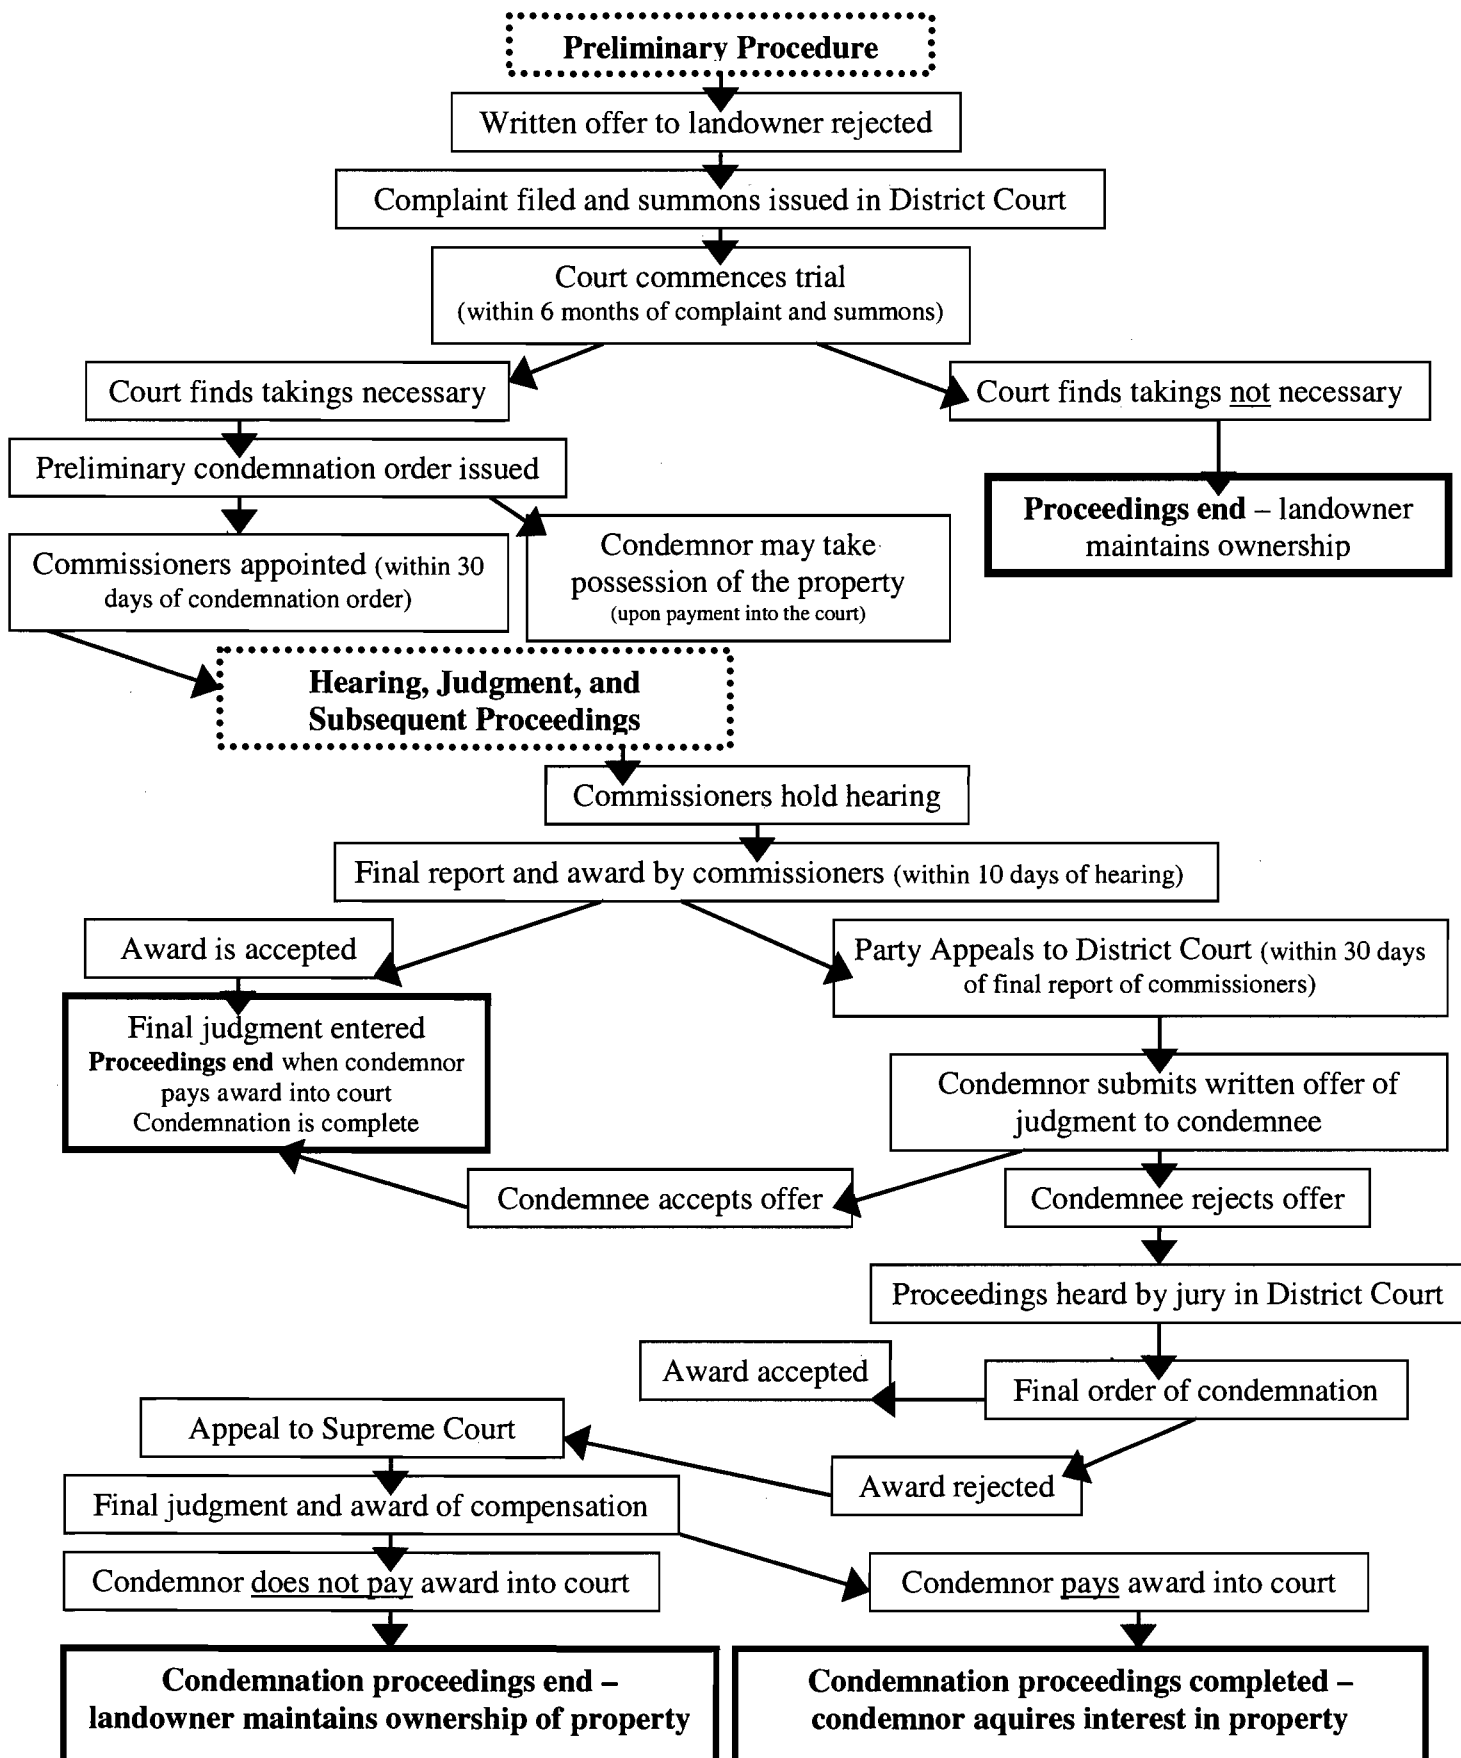 Preliminary Procedure
Written offer to landowner rejected
Complaint filed and summons issued in District Court
Court commences trial
(within 6 months of complaint and summons)
Court finds takings necessary
Court finds takings not necessary
Preliminary condemnation order issued
Proceedings end – landowner
maintains ownership
Commissioners appointed (within 30
days of condemnation order)
Condemnor may take
possession of the property
(upon payment into the court)
Hearing, Judgment, and
Subsequent Proceedings
Commissioners hold hearing
Final report and award by commissioners (within 10 days of hearing)
Award is accepted
Party Appeals to District Court (within 30 days
of final report of commissioners)
Final judgment entered
Proceedings end when condemnor
pays award into court
Condemnation is complete
Condemnor submits written offer of
judgment to condemnee
Condemnee accepts offer
Condemnee rejects offer
Proceedings heard by jury in District Court
Award accepted
Final order of condemnation
Appeal to Supreme Court
Award rejected
Final judgment and award of compensation
Condemnor does not pay award into court
Condemnor pays award into court
Condemnation proceedings end –
landowner maintains ownership of property
Condemnation proceedings completed –
condemnor aquires interest in property